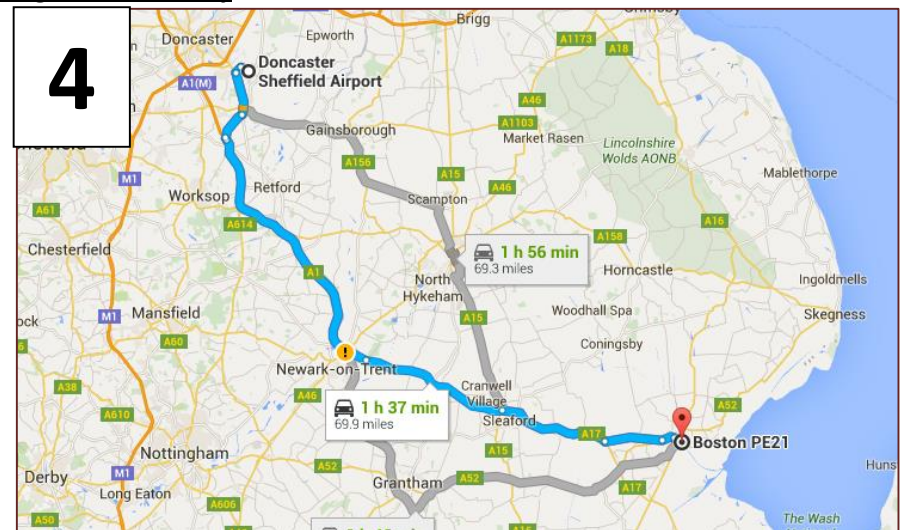 4
Brigg
Doncaster
Epworth
A1173
A18
Doncaster
Sheffield Airport
A1(M)
A46
A1103
Gainsborough
Market Rasen
Lincolnshire
Wolds AONB
A156
A15
M1
A46
Mablethorpe
Worksop
Retford
Scampton
A61
A614
A16
A158
Chesterfield
1 h 56 min
69.3 miles
A1
Horncastle
North
Hykeham
Ingoldmells
M1
Mansfield
A15
Woodhall Spa
Skegness
A60
Coningsby
Newark-on-Trent
A38
A46
Cranwell
Village
1 h 37 min
69.9 miles
A52
A610
Sleaford
A17
Boston PE21
A15
Nottingham
A52
Derby
M1
Grantham
A52
A17
Long Eaton
A606
A50
The Wash